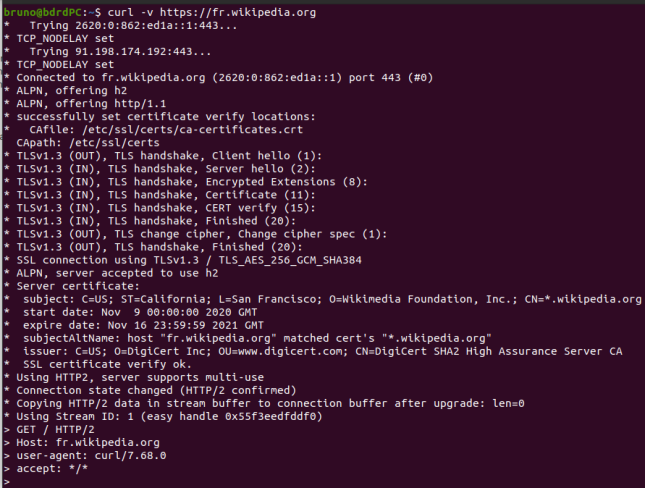 bruno@bdrdPC:~$ curl -v https://fr.wikipedia.org
*   Trying 2620:0:862:ed1a::1:443...
* TCP_NODELAY set
*   Trying 91.198.174.192:443...
* TCP_NODELAY set
* Connected to fr.wikipedia.org (2620:0:862:ed1a::1) port 443 (#0)
* ALPN, offering h2
* ALPN, offering http/1.1
* successfully set certificate verify locations:
*   CAfile: /etc/ssl/certs/ca-certificates.crt
  CApath: /etc/ssl/certs
* TLSv1.3 (OUT), TLS handshake, Client hello (1):
* TLSv1.3 (IN), TLS handshake, Server hello (2):
* TLSv1.3 (IN), TLS handshake, Encrypted Extensions (8):
* TLSv1.3 (IN), TLS handshake, Certificate (11):
* TLSv1.3 (IN), TLS handshake, CERT verify (15):
* TLSv1.3 (IN), TLS handshake, Finished (20):
* TLSv1.3 (OUT), TLS change cipher, Change cipher spec (1):
* TLSv1.3 (OUT), TLS handshake, Finished (20):
* SSL connection using TLSv1.3 / TLS_AES_256_GCM_SHA384
* ALPN, server accepted to use h2
* Server certificate:
*  subject: C=US; ST=California; L=San Francisco; O=Wikimedia Foundation, Inc.; CN=*.wikipedia.org
*  start date: Nov  9 00:00:00 2020 GMT
*  expire date: Nov 16 23:59:59 2021 GMT
*  subjectAltName: host "fr.wikipedia.org" matched cert's "*.wikipedia.org"
*  issuer: C=US; O=DigiCert Inc; OU=www.digicert.com; CN=DigiCert SHA2 High Assurance Server CA
*  SSL certificate verify ok.
* Using HTTP2, server supports multi-use
* Connection state changed (HTTP/2 confirmed)
* Copying HTTP/2 data in stream buffer to connection buffer after upgrade: len=0
* Using Stream ID: 1 (easy handle 0x55f3eedfddf0)
> GET / HTTP/2
> Host: fr.wikipedia.org
> user-agent: curl/7.68.0
> accept: */*
>